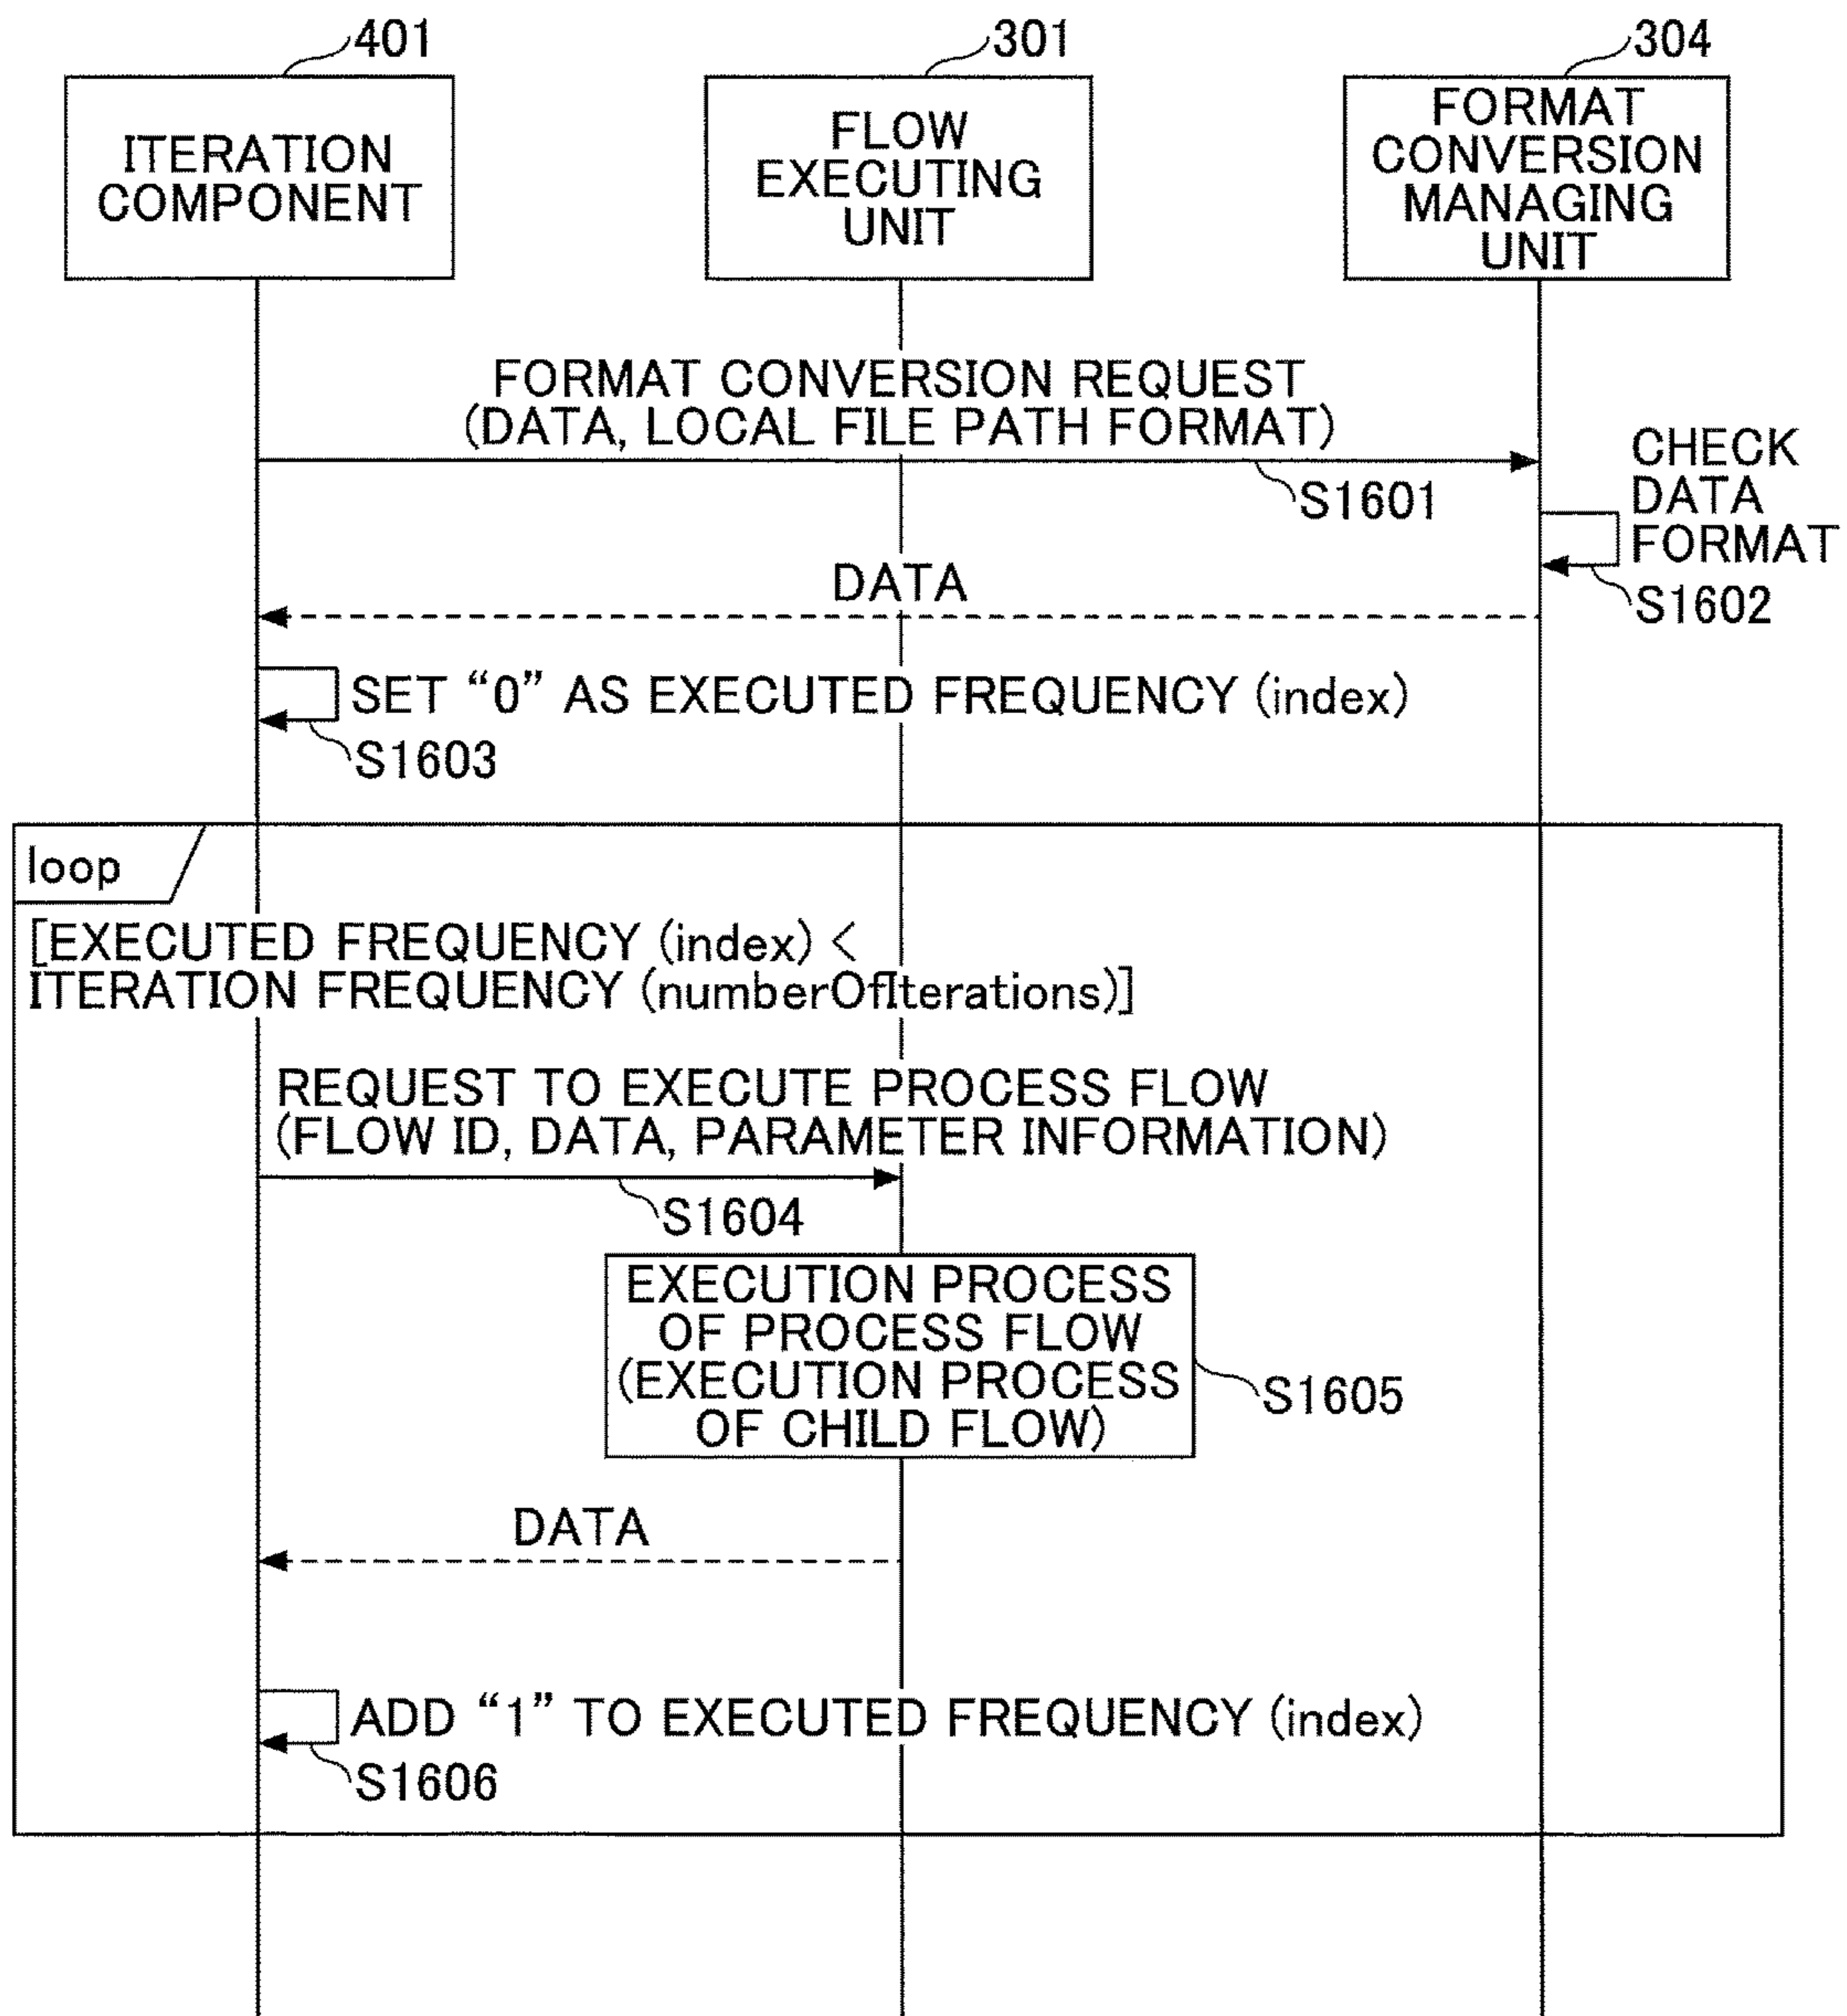 401
301
304
ITERATION
COMPONENT
FLOW
EXECUTING
UNIT
FORMAT
CONVERSION
MANAGING
UNIT
FORMAT CONVERSION REQUEST
(DATA, LOCAL FILE PATH FORMAT)
S1601
CHECK
DATA
FORMAT
S1602
DATA
SET “0” AS EXECUTED FREQUENCY (index)
S1603
loop
[EXECUTED FREQUENCY (index) <
ITERATION FREQUENCY (numberOfIterations)]
REQUEST TO EXECUTE PROCESS FLOW
(FLOW ID, DATA, PARAMETER INFORMATION)
S1604
EXECUTION PROCESS
OF PROCESS FLOW
(EXECUTION PROCESS
OF CHILD FLOW)
S1605
DATA
ADD “1” TO EXECUTED FREQUENCY (index)
S1606